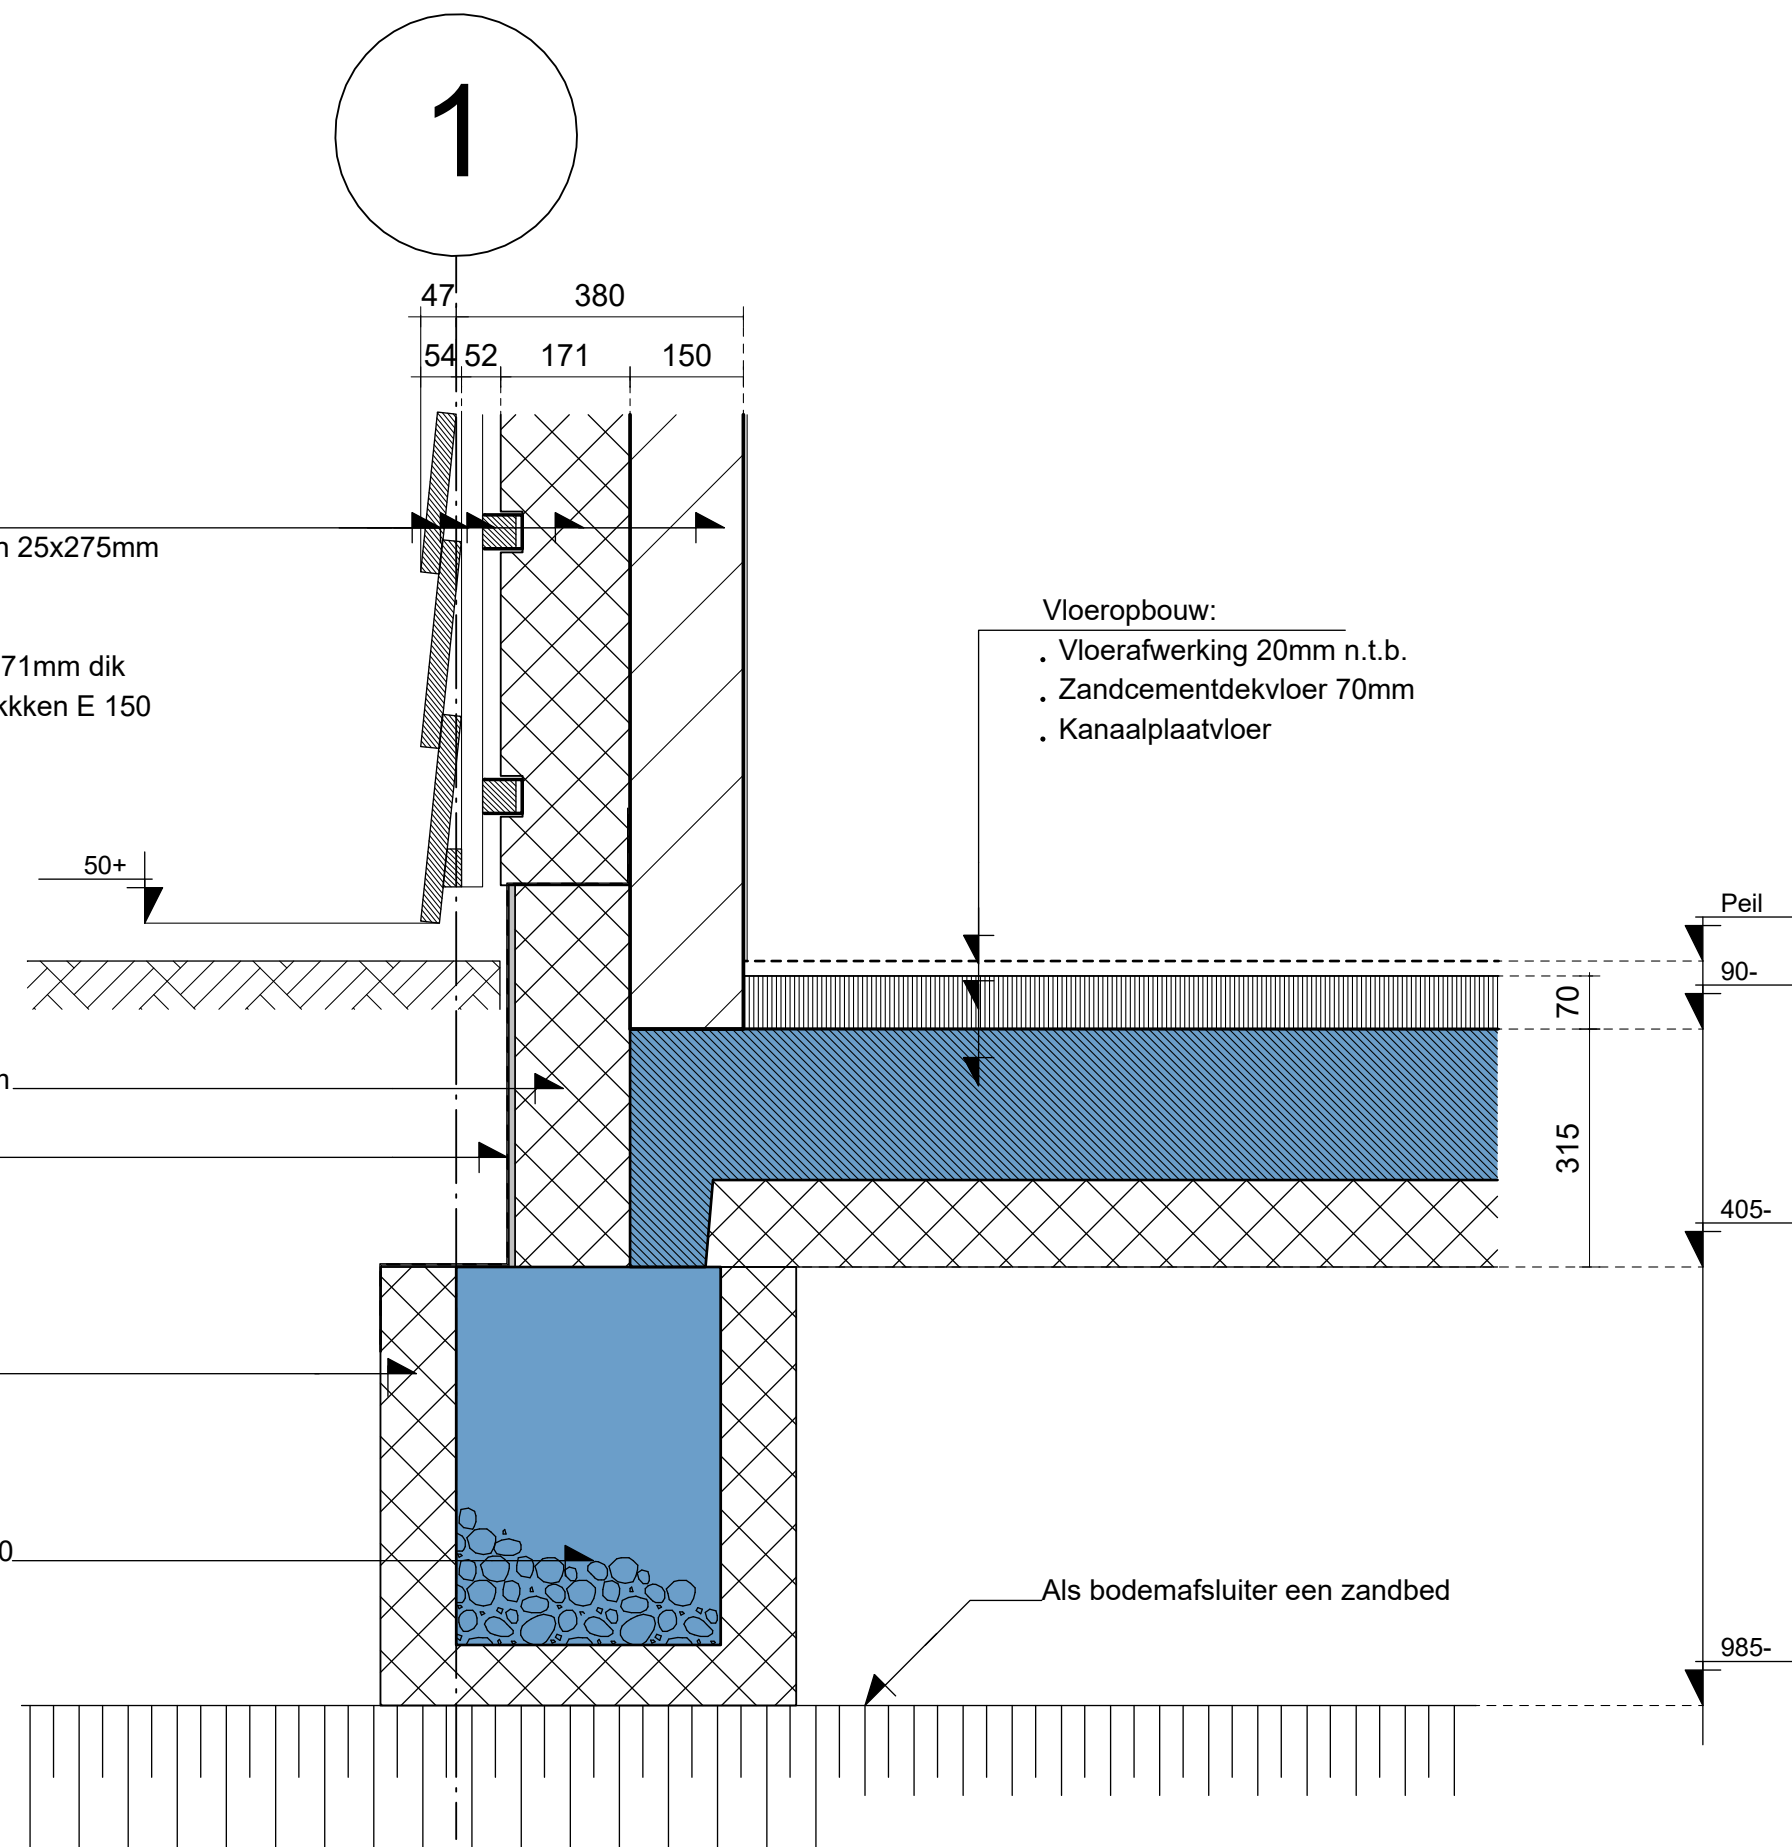 1
47 380
54 52 171 150
n 25x275mm
71mm dik
kkken E 150
50+
Vloeropbouw:
. Vloerafwerking 20mm n.t.b.
. Zandcementdekvloer 70mm
. Kanaalplaatvloer
Peil
90-
70
315
405-
0
Als bodemafsluiter een zandbed
985-